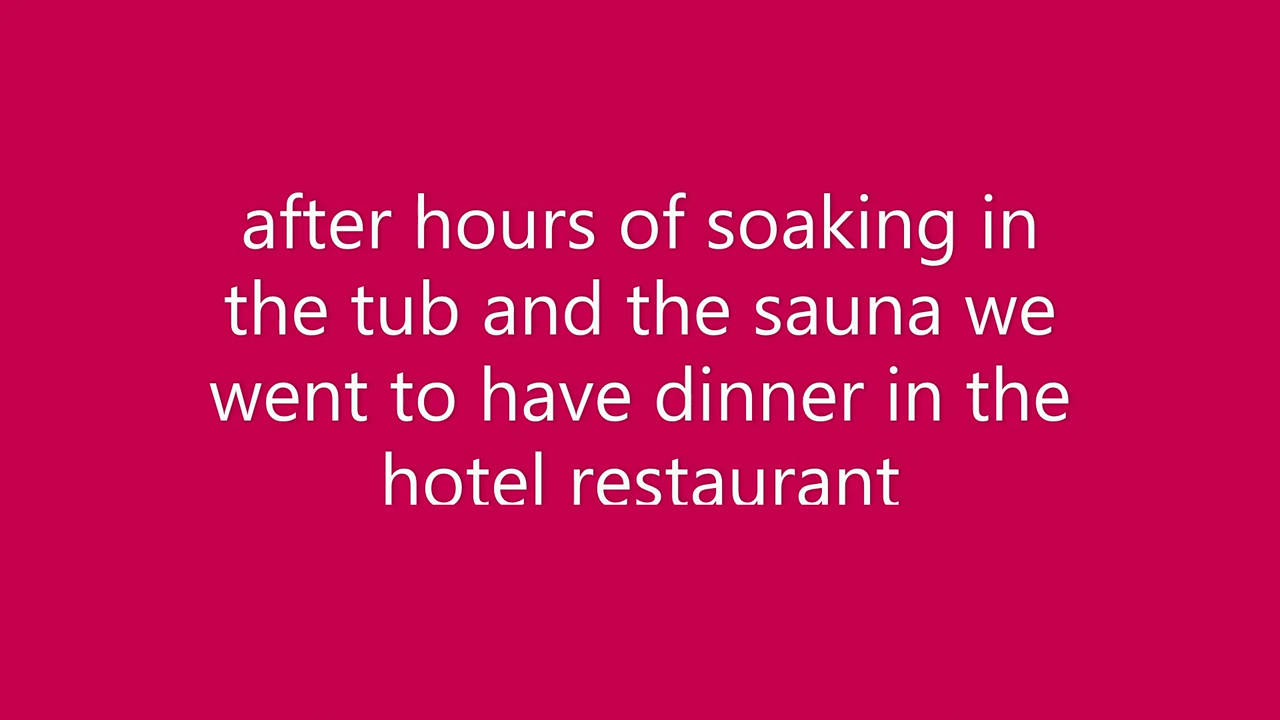 after hours of soaking in
the tub and the sauna we
went to have dinner in the
hotel restaurant